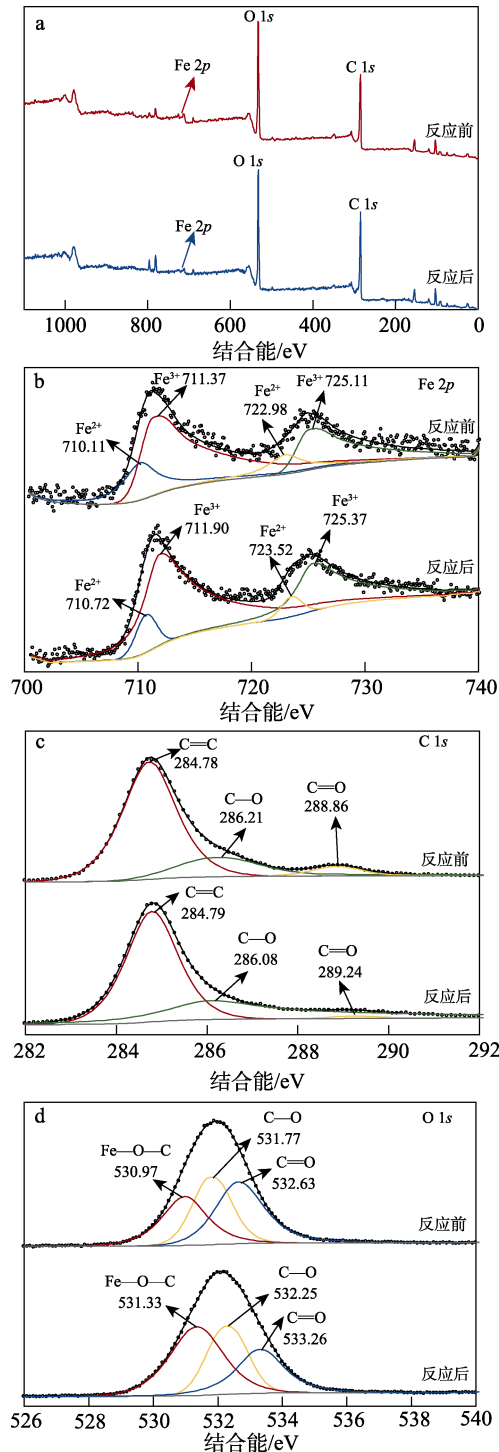 a
O 1s
Fe 2p
C 1s
反应前
O 1s
C 1s
Fe 2p
反应后
1000 800 600 400 200 0
结合能/eV
b
Fe³⁺ 711.37
Fe²⁺
722.98
Fe³⁺ 725.11
Fe 2p
反应前
Fe²⁺
710.11
Fe³⁺
711.90
Fe²⁺
723.52
Fe³⁺
725.37
反应后
Fe²⁺
710.72
700 710 720 730 740
结合能/eV
c
C═C
284.78
C 1s
C—O
286.21
C═O
288.86
反应前
C═C
284.79
C—O
286.08
C═O
289.24
反应后
282 284 286 288 290 292
结合能/eV
d
C—O
531.77
O 1s
Fe—O—C
530.97
C═O
532.63
反应前
Fe—O—C
531.33
C—O
532.25
C═O
533.26
反应后
526 528 530 532 534 536 538 540
结合能/eV